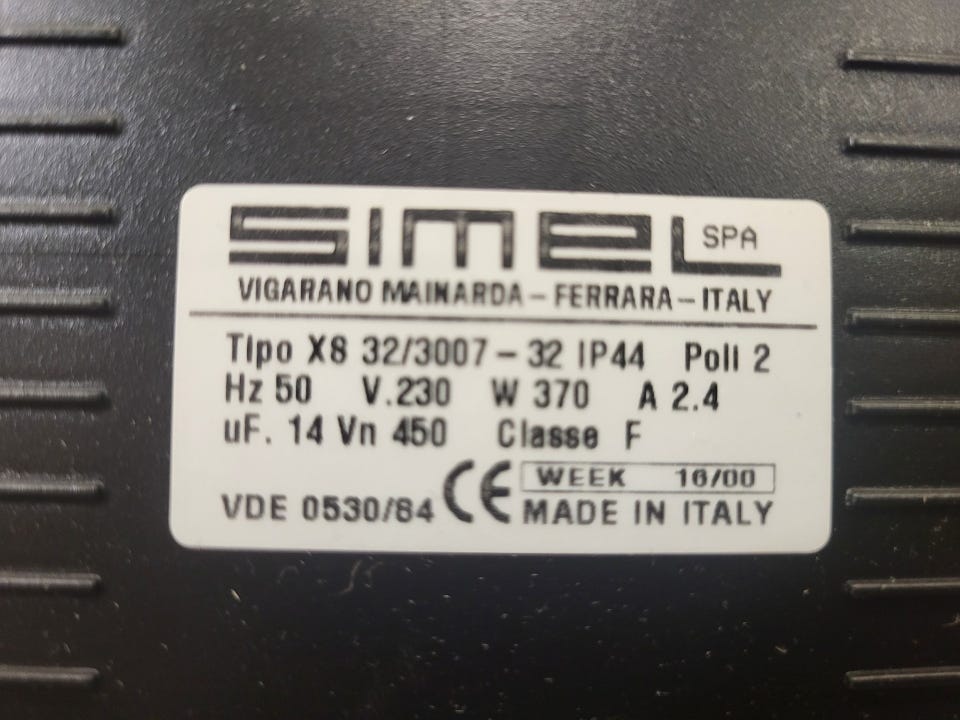 SIMEL SPA
VIGARANO MAINARDA - FERRARA - ITALY
Tipo X8 32/3007 - 32 IP44 Poli 2
Hz 50 V.230 W 370 A 2.4
uF. 14 Vn 450 Classe F
CE WEEK 16/00
VDE 0530/84 MADE IN ITALY